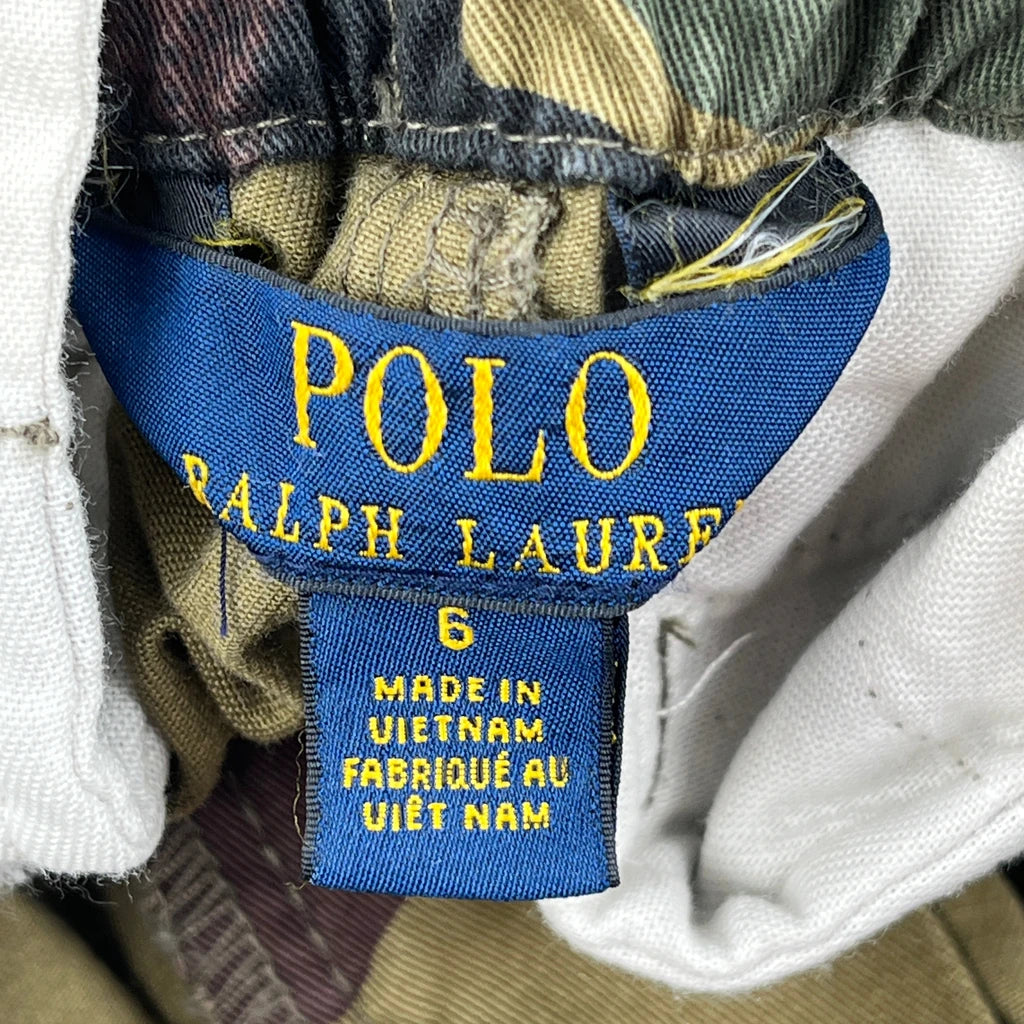 POLO
RALPH LAURE
6
MADE IN
VIETNAM
FABRIQUÉ AU
VIÊT NAM